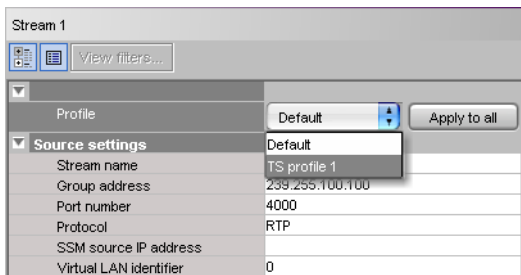 Stream 1
View filters...
Profile
Default
Apply to all
Default
Source settings
TS profile 1
Stream name
Group address 239.255.100.100
Port number 4000
Protocol RTP
SSM source IP address
Virtual LAN identifier 0